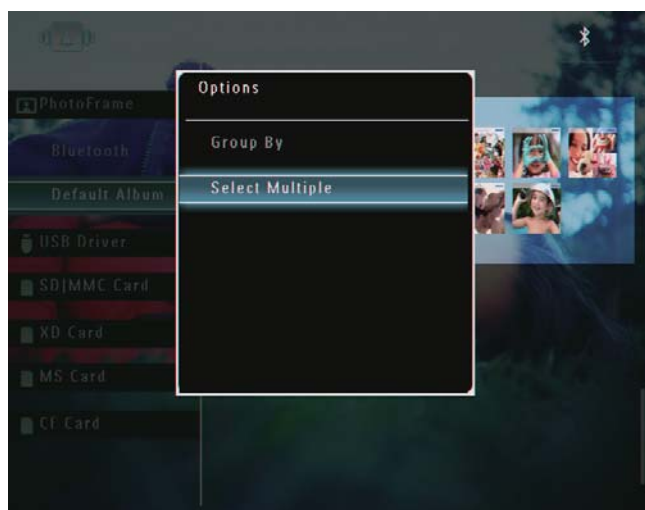 Options
Group By
Select Multiple
PhotoFrame
Bluetooth
Default Album
USB Driver
SD|MMC Card
XD Card
MS Card
CF Card